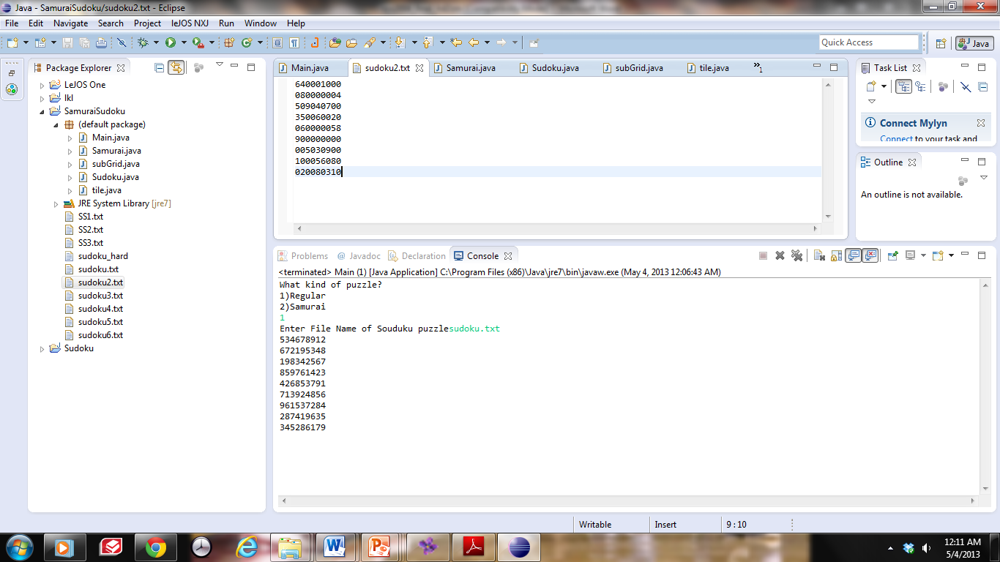 Java - SamuraiSudoku/sudoku2.txt - Eclipse
File Edit Navigate Search Project leJOS NXJ Run Window Help
Quick Access
Java
Package Explorer
LeJOS One
lkl
SamuraiSudoku
(default package)
Main.java
Samurai.java
subGrid.java
Sudoku.java
tile.java
JRE System Library [jre7]
SS1.txt
SS2.txt
SS3.txt
sudoku_hard
sudoku.txt
sudoku2.txt
sudoku3.txt
sudoku4.txt
sudoku5.txt
sudoku6.txt
Sudoku
Main.java sudoku2.txt Samurai.java Sudoku.java subGrid.java tile.java »1
640001000
080000004
509040700
350060020
060000058
900000000
005030900
100056080
020080310
Task List
Connect Mylyn
Connect to your task and
Outline
An outline is not available.
Problems @ Javadoc Declaration Console
<terminated> Main (1) [Java Application] C:\Program Files (x86)\Java\jre7\bin\javaw.exe (May 4, 2013 12:06:43 AM)
What kind of puzzle?
1)Regular
2)Samurai
1
Enter File Name of Souduku puzzlesudoku.txt
534678912
672195348
198342567
859761423
426853791
713924856
961537284
287419635
345286179
Writable Insert 9 : 10
12:11 AM
5/4/2013